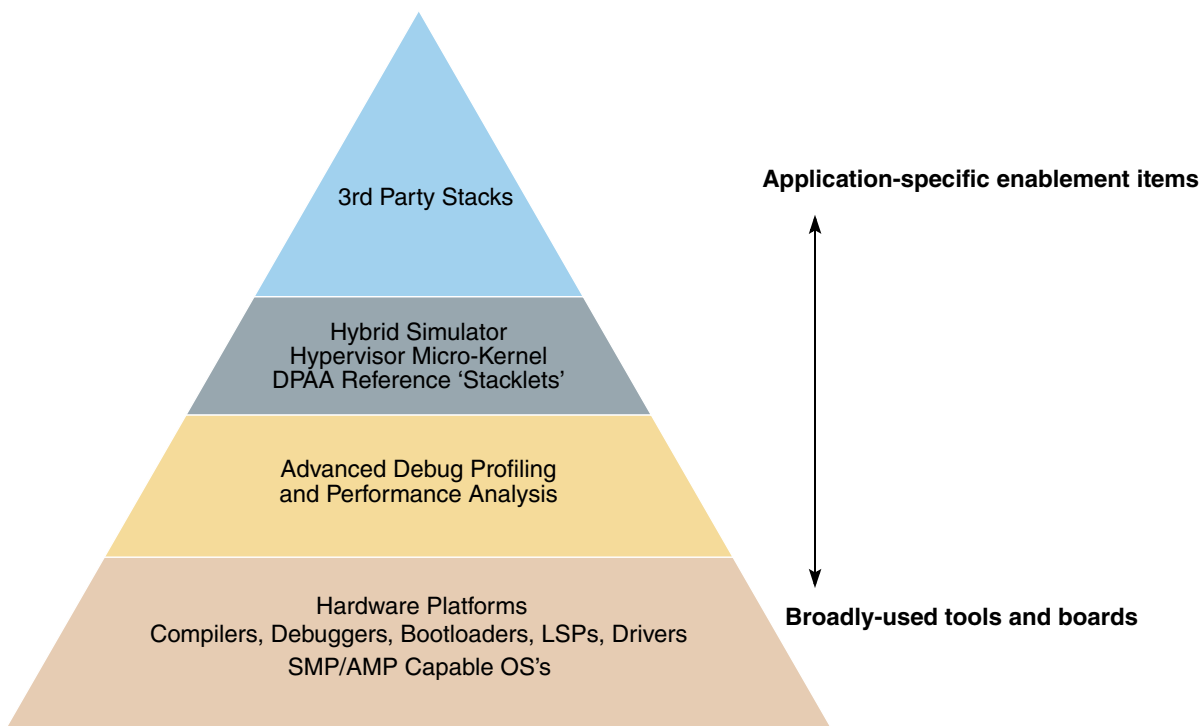 3rd Party Stacks
Application-specific enablement items
Hybrid Simulator
Hypervisor Micro-Kernel
DPAA Reference ‘Stacklets’
Advanced Debug Profiling
and Performance Analysis
Hardware Platforms
Compilers, Debuggers, Bootloaders, LSPs, Drivers
SMP/AMP Capable OS’s
Broadly-used tools and boards